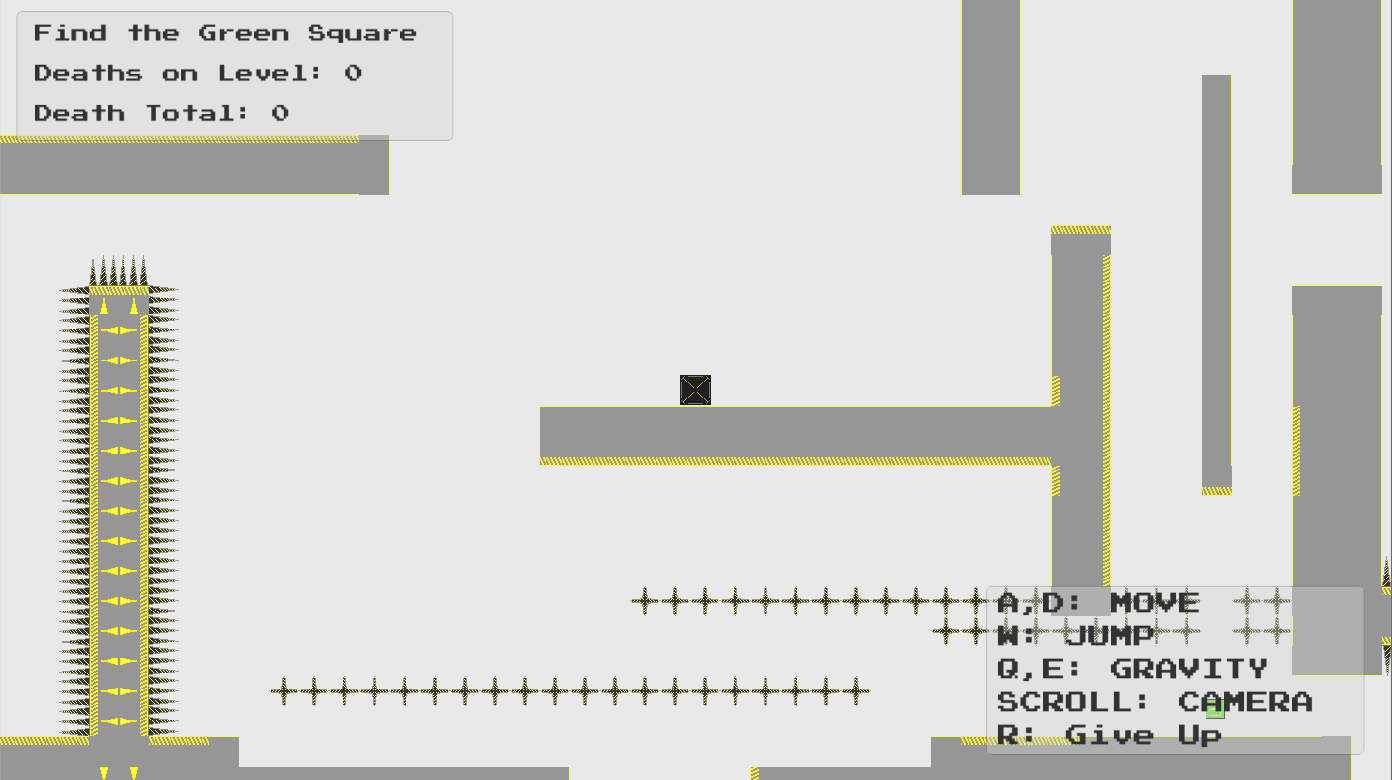 Find the Green Square
Deaths on Level: 0
Death Total: 0
A,D: MOVE
W: JUMP
Q,E: GRAVITY
SCROLL: CAMERA
R: Give Up